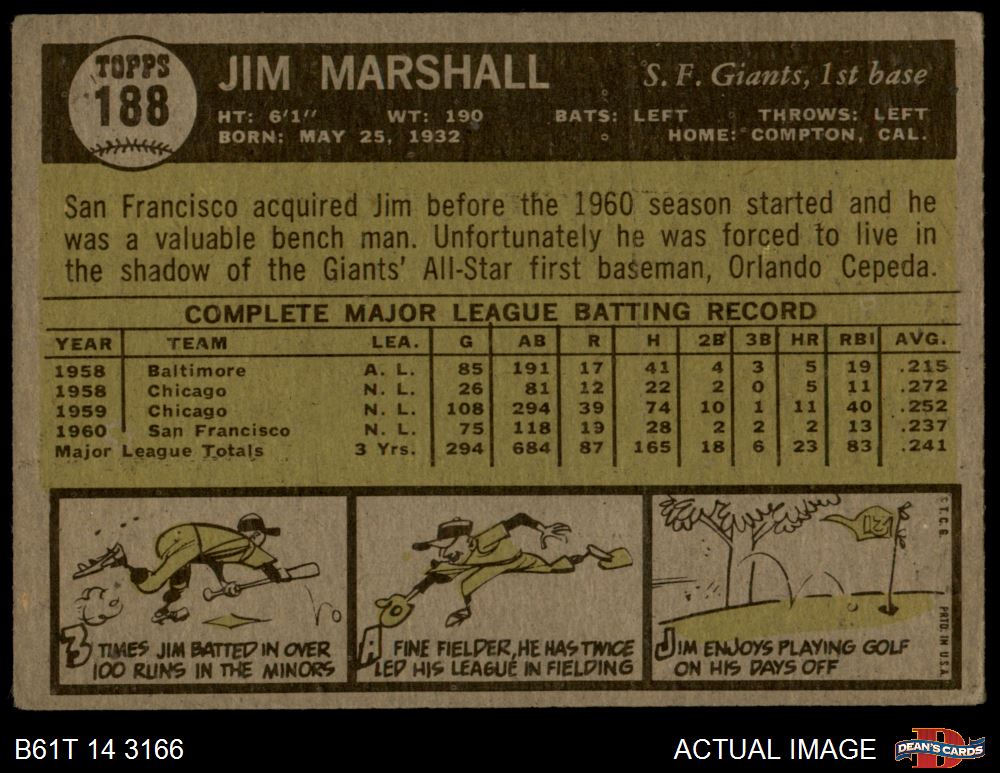 TOPPS
188
JIM MARSHALL
S. F. Giants, 1st base
HT: 6'1" WT: 190 BATS: LEFT THROWS: LEFT
BORN: MAY 25, 1932 HOME: COMPTON, CAL.
San Francisco acquired Jim before the 1960 season started and he
was a valuable bench man. Unfortunately he was forced to live in
the shadow of the Giants' All-Star first baseman, Orlando Cepeda.
COMPLETE MAJOR LEAGUE BATTING RECORD
YEAR TEAM LEA. G AB R H 2B 3B HR RBI AVG.
1958 Baltimore A. L. 85 191 17 41 4 3 5 19 .215
1958 Chicago N. L. 26 81 12 22 2 0 5 11 .272
1959 Chicago N. L. 108 294 39 74 10 1 11 40 .252
1960 San Francisco N. L. 75 118 19 28 2 2 2 13 .237
Major League Totals 3 Yrs. 294 684 87 165 18 6 23 83 .241
3 TIMES JIM BATTED IN OVER
100 RUNS IN THE MINORS
A FINE FIELDER, HE HAS TWICE
LED HIS LEAGUE IN FIELDING
121
JIM ENJOYS PLAYING GOLF
ON HIS DAYS OFF
© T.C.G. PRTD. IN U.S.A.
B61T 14 3166
ACTUAL IMAGE
DEAN'S CARDS